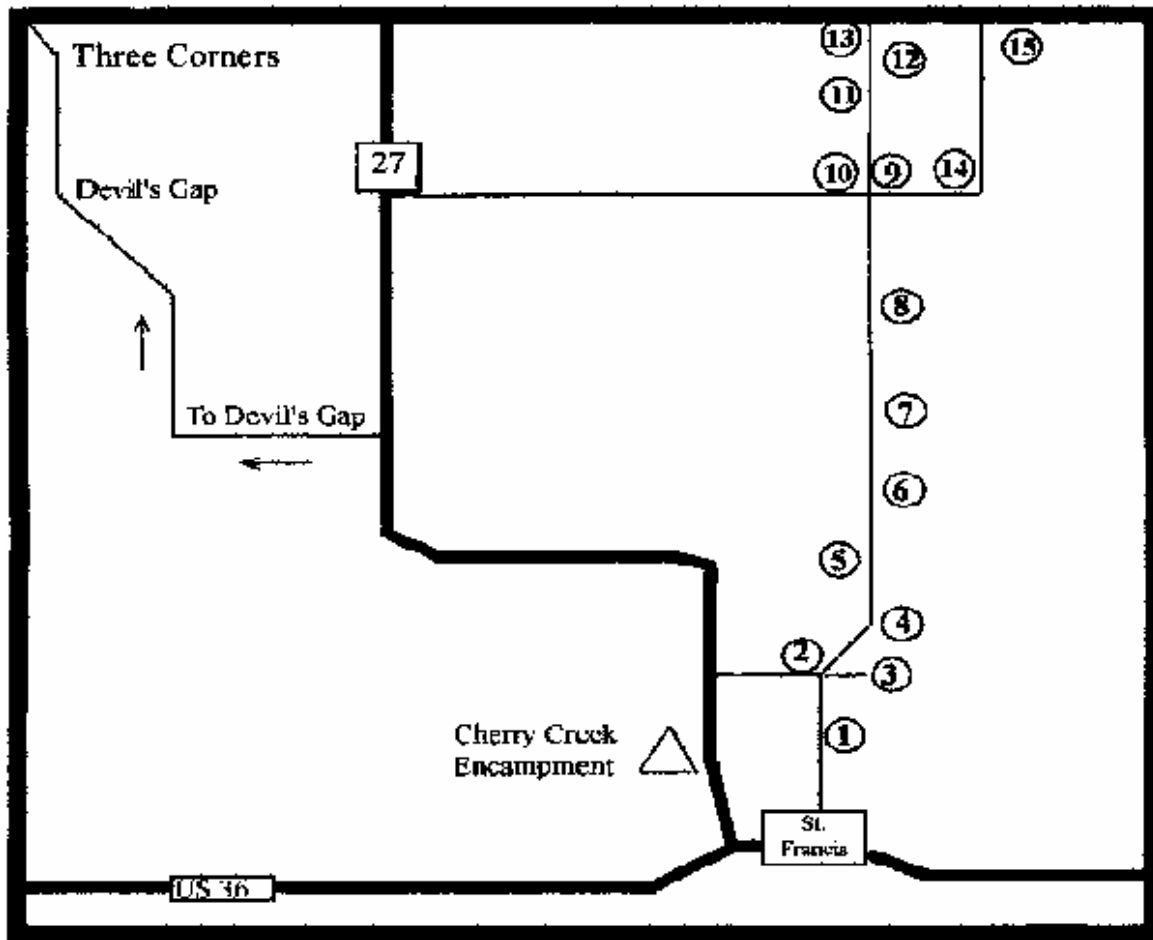 Three Corners
13
12
15
11
27
10
9
14
Devil's Gap
8
To Devil's Gap
7
6
5
4
2
3
Cherry Creek
Encampment
1
St.
Francis
US 36